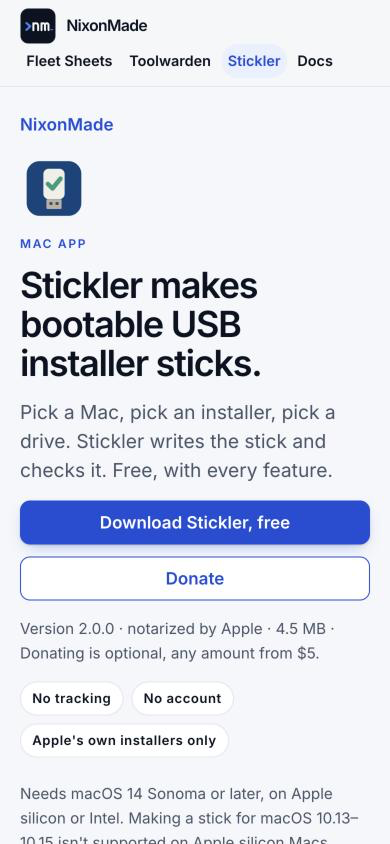 >nm
NixonMade
Fleet Sheets Toolwarden Stickler Docs
NixonMade
MAC APP
Stickler makes
bootable USB
installer sticks.
Pick a Mac, pick an installer, pick a
drive. Stickler writes the stick and
checks it. Free, with every feature.
Download Stickler, free
Donate
Version 2.0.0 · notarized by Apple · 4.5 MB ·
Donating is optional, any amount from $5.
No tracking No account
Apple's own installers only
Needs macOS 14 Sonoma or later, on Apple
silicon or Intel. Making a stick for macOS 10.13–
10.15 isn't supported on Apple silicon Macs